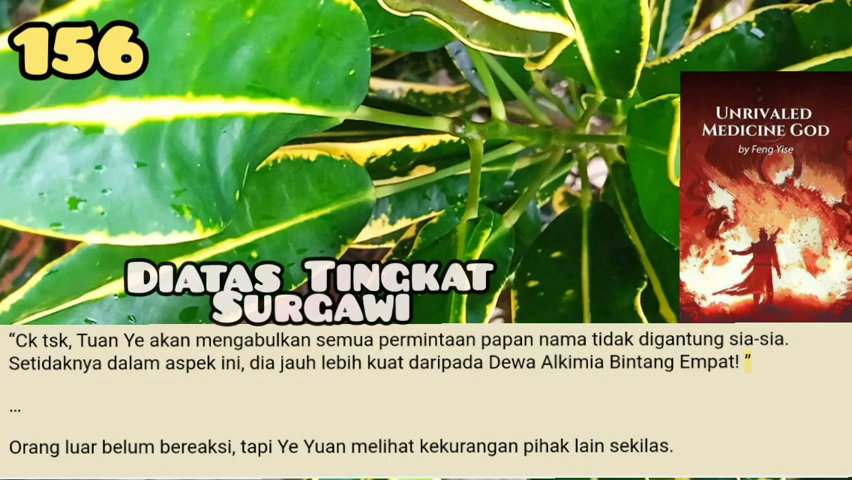 156
UNRIVALED
MEDICINE GOD
by Feng Yise
DIATAS TINGKAT
SURGAWI
“Ck tsk, Tuan Ye akan mengabulkan semua permintaan papan nama tidak digantung sia-sia.
Setidaknya dalam aspek ini, dia jauh lebih kuat daripada Dewa Alkimia Bintang Empat! ”
...
Orang luar belum bereaksi, tapi Ye Yuan melihat kekurangan pihak lain sekilas.